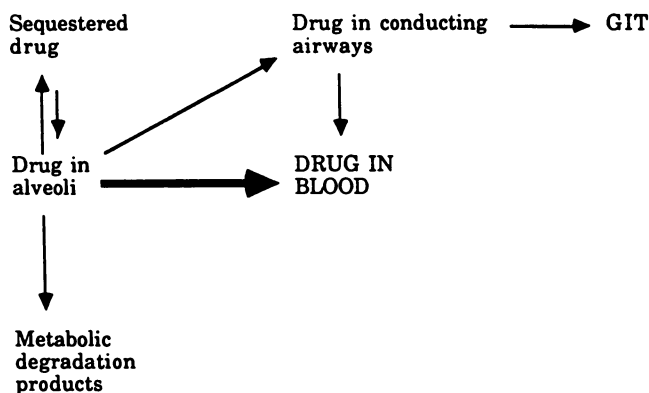 Sequestered
drug
Drug in conducting
airways
GIT
Drug in
alveoli
DRUG IN
BLOOD
Metabolic
degradation
products